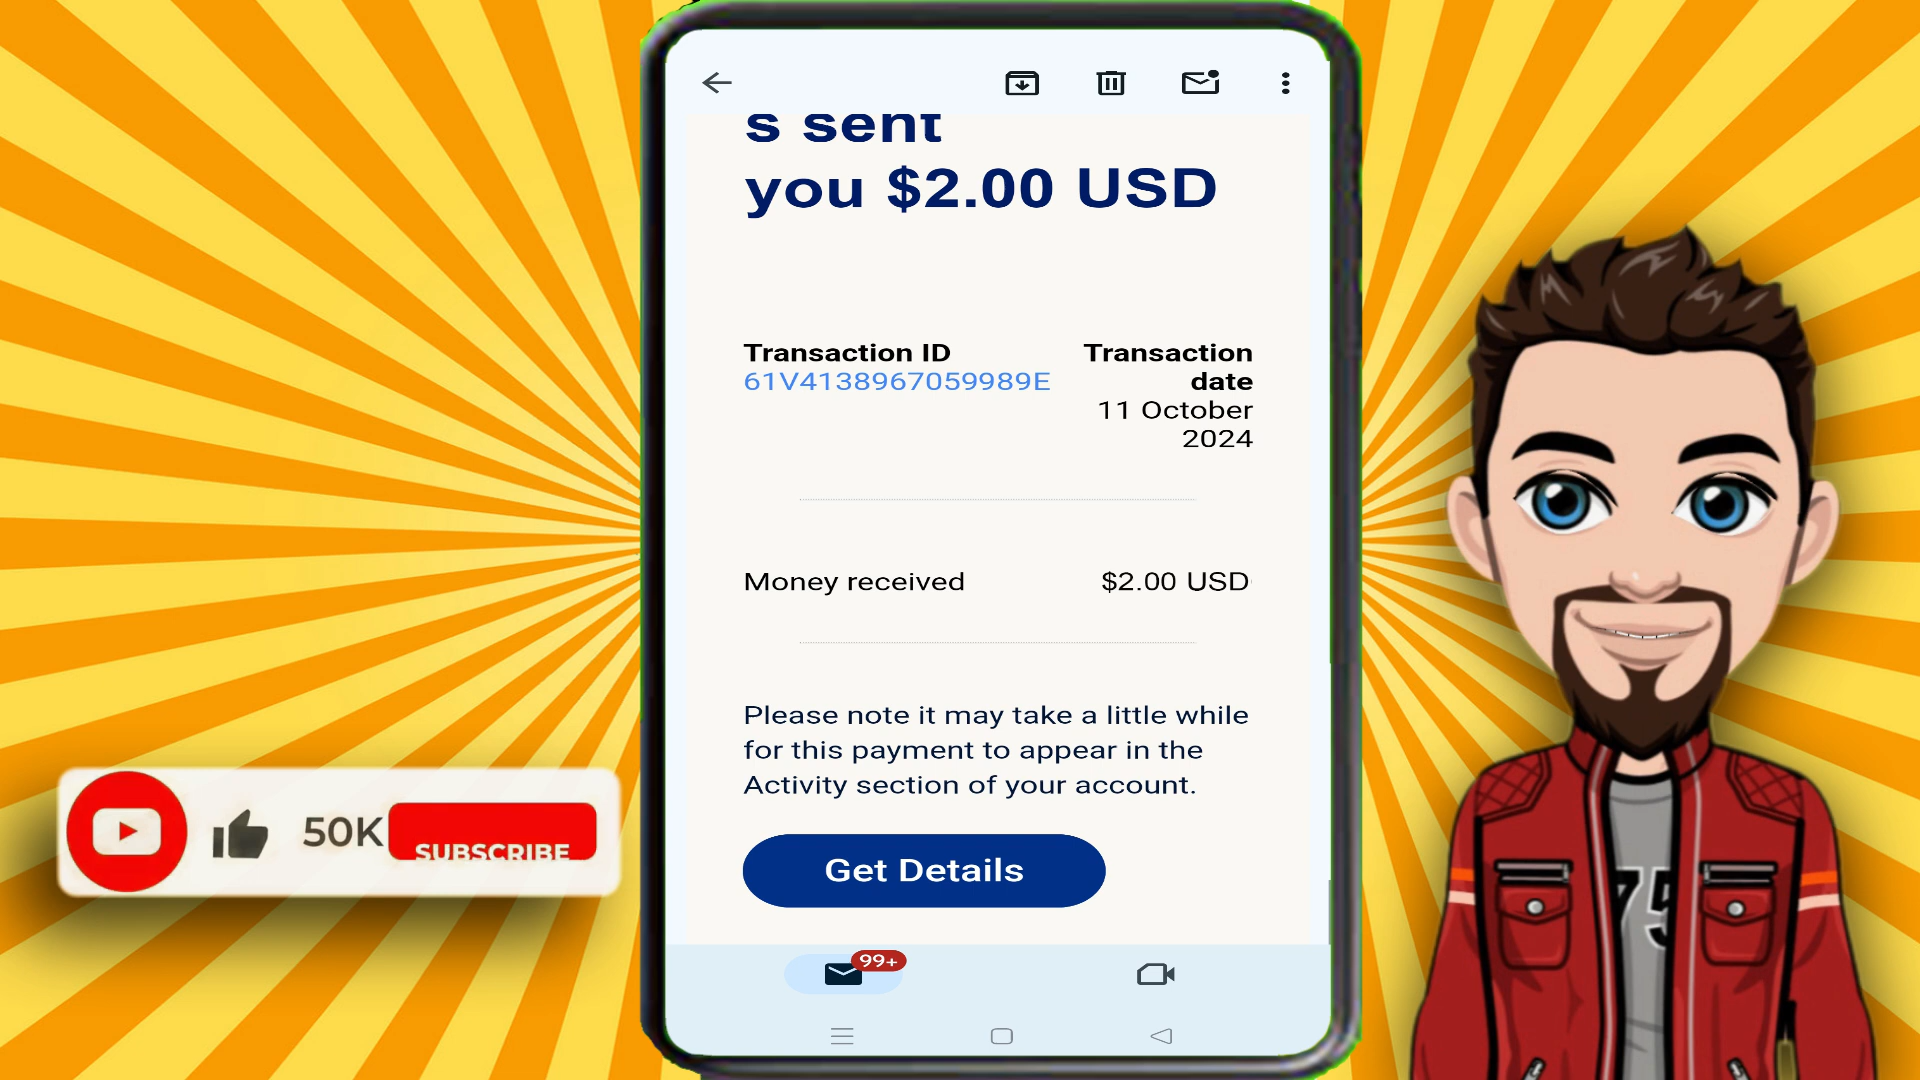 s sent
you $2.00 USD
Transaction ID
61V4138967059989E
Transaction
date
11 October
2024
Money received $2.00 USD
Please note it may take a little while
for this payment to appear in the
Activity section of your account.
Get Details
99+
50K
SUBSCRIBE
75